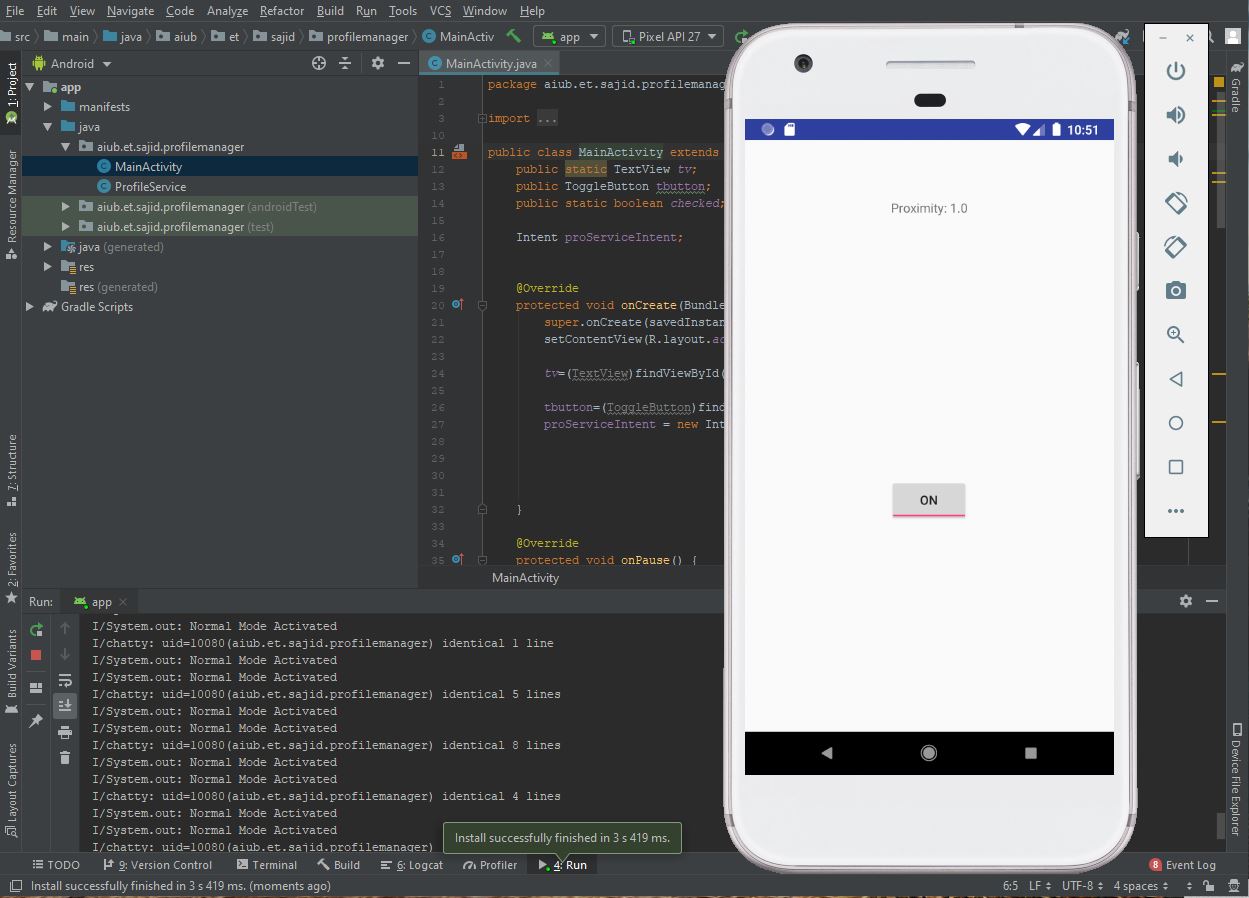 File Edit View Navigate Code Analyze Refactor Build Run Tools VCS Window Help
src main java aiub et sajid profilemanager MainActiv app Pixel API 27
1: Project
Resource Manager
7: Structure
2: Favorites
Build Variants
Layout Captures
Android
app
manifests
java
aiub.et.sajid.profilemanager
MainActivity
ProfileService
aiub.et.sajid.profilemanager (androidTest)
aiub.et.sajid.profilemanager (test)
java (generated)
res
res (generated)
Gradle Scripts
MainActivity.java
1 package aiub.et.sajid.profilemanag
2
3 import ...
10
11 public class MainActivity extends
12 public static TextView tv;
13 public ToggleButton tbutton;
14 public static boolean checked;
15
16 Intent proServiceIntent;
17
18
19 @Override
20 protected void onCreate(Bundle
21 super.onCreate(savedInstan
22 setContentView(R.layout.ac
23
24 tv=(TextView)findViewById(
25
26 tbutton=(ToggleButton)find
27 proServiceIntent = new Int
28
29
30
31
32 }
33
34 @Override
35 protected void onPause() {
MainActivity
10:51
Proximity: 1.0
ON
Gradle
Device File Explorer
Run: app
I/System.out: Normal Mode Activated
I/chatty: uid=10080(aiub.et.sajid.profilemanager) identical 1 line
I/System.out: Normal Mode Activated
I/System.out: Normal Mode Activated
I/chatty: uid=10080(aiub.et.sajid.profilemanager) identical 5 lines
I/System.out: Normal Mode Activated
I/System.out: Normal Mode Activated
I/chatty: uid=10080(aiub.et.sajid.profilemanager) identical 8 lines
I/System.out: Normal Mode Activated
I/System.out: Normal Mode Activated
I/chatty: uid=10080(aiub.et.sajid.profilemanager) identical 4 lines
I/System.out: Normal Mode Activated
I/System.out: Normal Mode Activated
I/chatty: uid=10080(aiub.et.sajid.profilemanager)
Install successfully finished in 3 s 419 ms.
TODO 9: Version Control Terminal Build 6: Logcat Profiler 4: Run 8 Event Log
Install successfully finished in 3 s 419 ms. (moments ago) 6:5 LF UTF-8 4 spaces